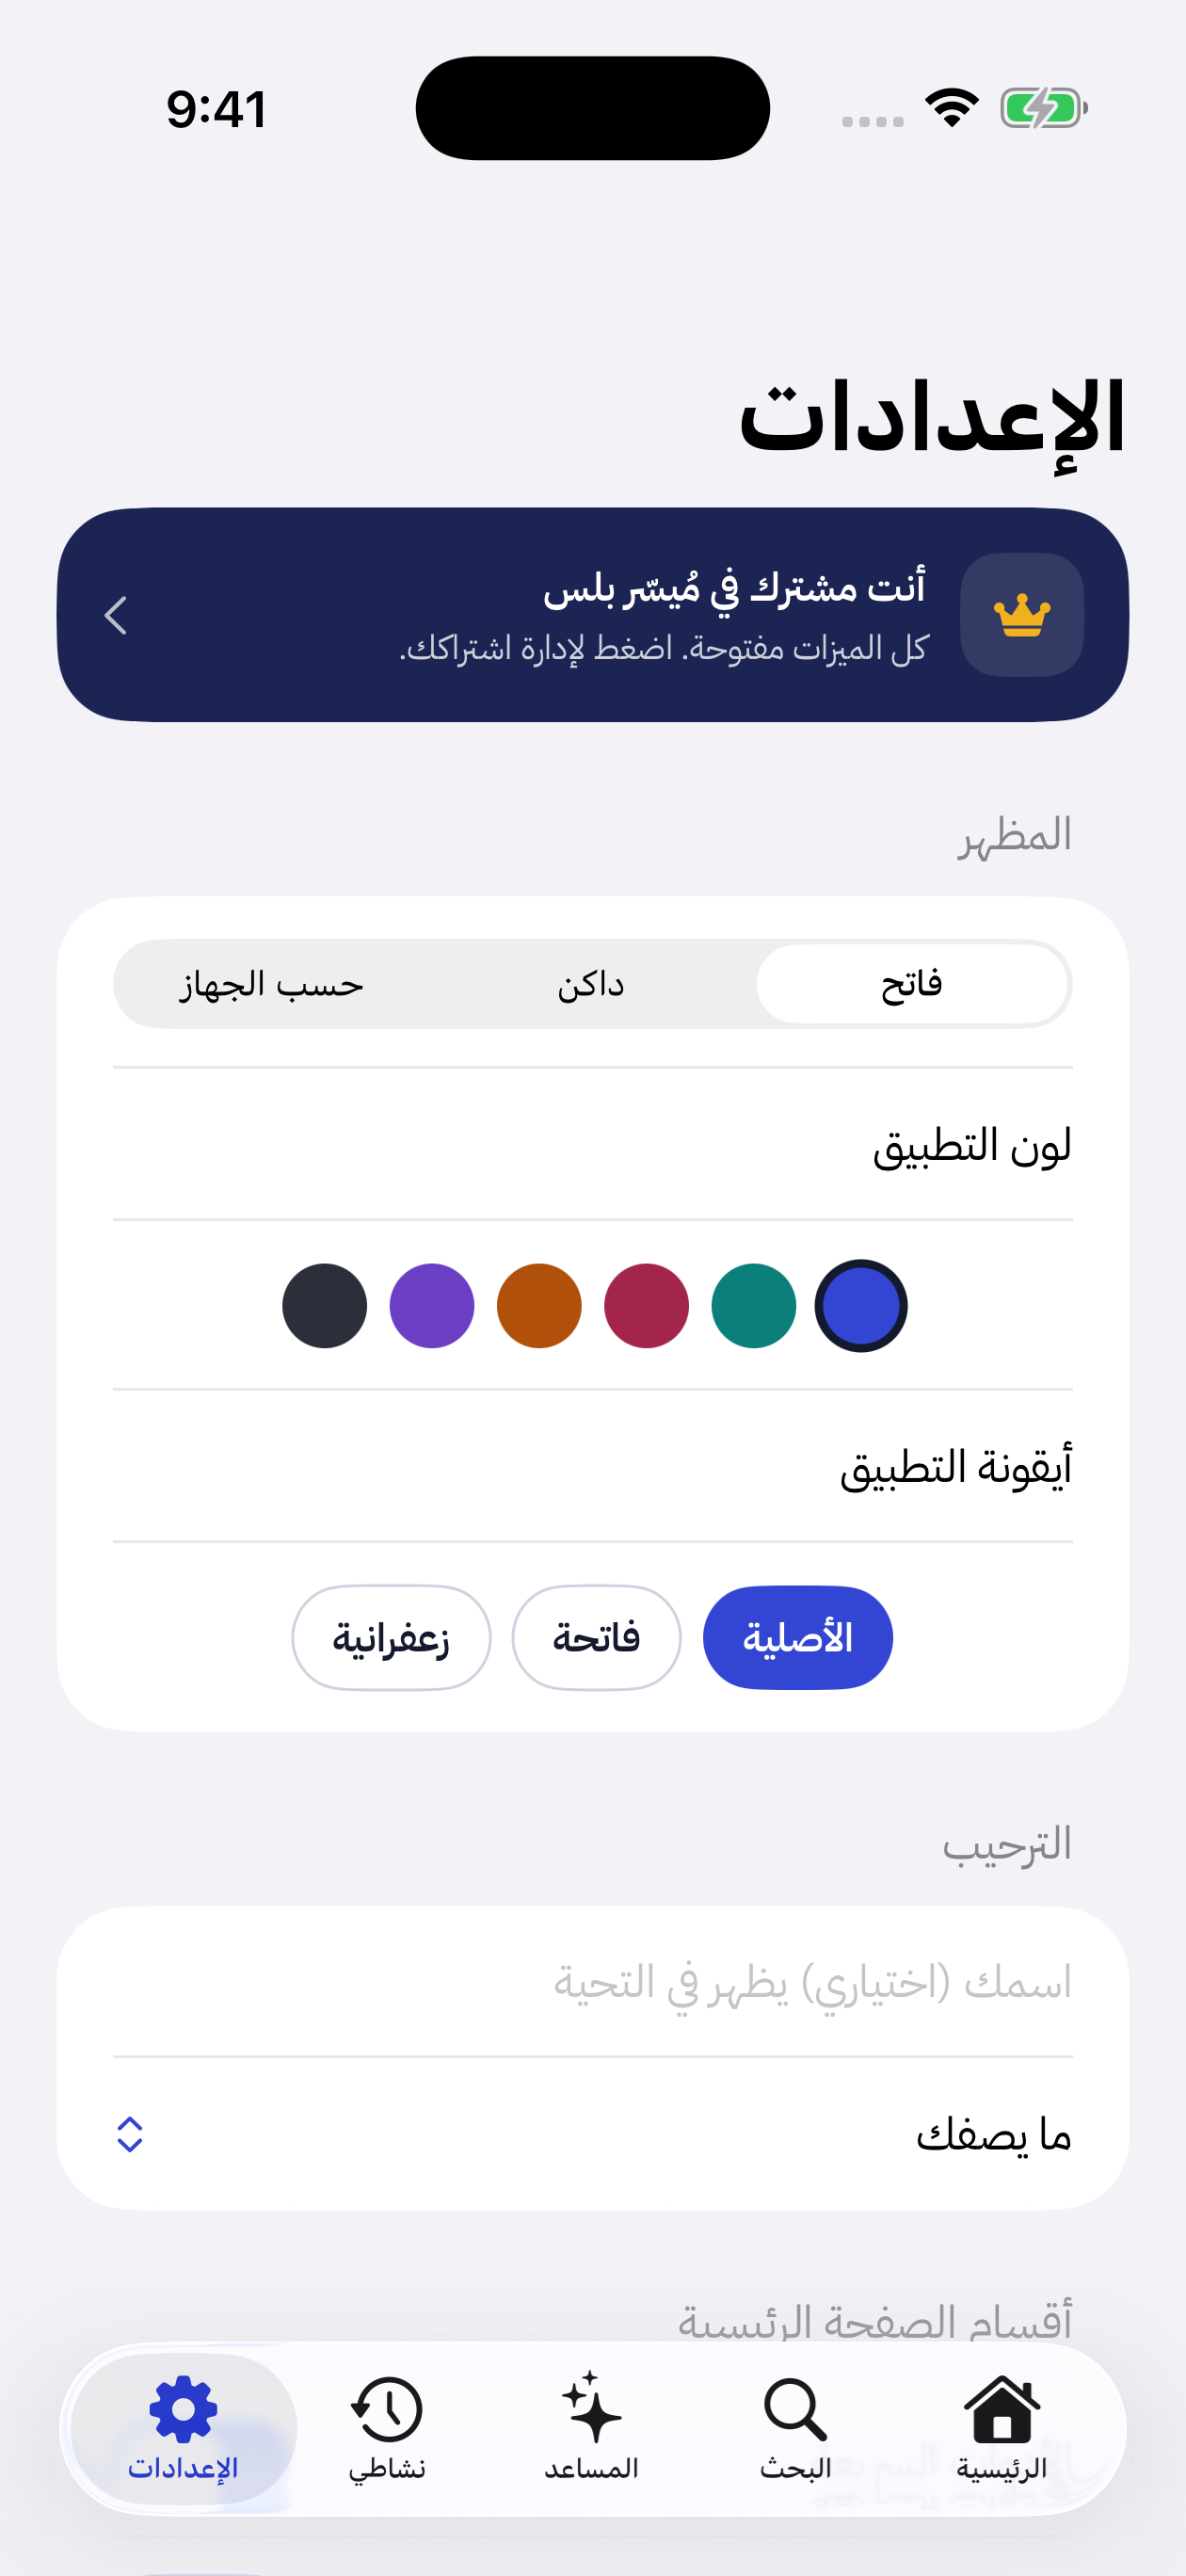 9:41
الإعدادات
أنت مشترك في مُيسّر بلس
كل الميزات مفتوحة. اضغط لإدارة اشتراكك.
المظهر
فاتح
داكن
حسب الجهاز
لون التطبيق
أيقونة التطبيق
الأصلية
فاتحة
زعفرانية
الترحيب
اسمك (اختياري) يظهر في التحية
ما يصفك
أقسام الصفحة الرئيسية
الرئيسية
البحث
المساعد
نشاطي
الإعدادات